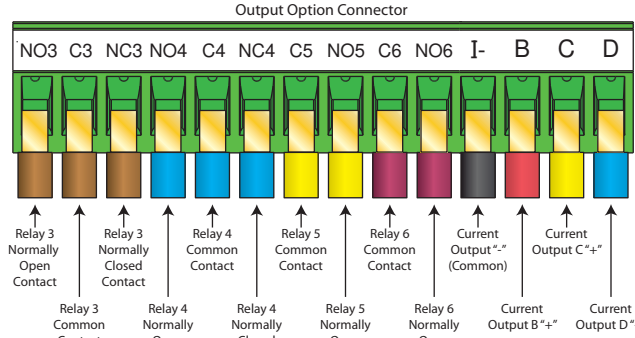 Output Option Connector
NO3 C3 NC3 NO4 C4 NC4 C5 NO5 C6 NO6 I- B C D
Relay 3
Normally
Open
Contact
Relay 3
Normally
Closed
Contact
Relay 4
Common
Contact
Relay 5
Common
Contact
Relay 6
Common
Contact
Current
Output "-"
(Common)
Current
Output C "+"
Relay 3
Common
Relay 4
Normally
Relay 4
Normally
Relay 5
Normally
Relay 6
Normally
Current
Output B "+"
Current
Output D "